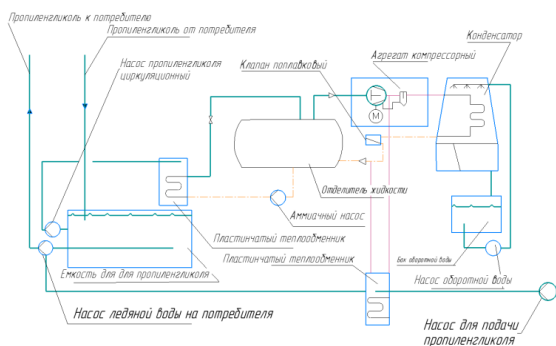 Пропиленгликоль к потребителю
Пропиленгликоль от потребителя
Насос пропиленгликоля
циркуляционный
Клапан поплавковый
Агрегат компрессорный
Конденсатор
М
Отделитель жидкости
Аммиачный насос
Пластинчатый теплообменник
Пластинчатый теплообменник
Бак оборотной воды
Емкость для для пропиленгликоля
Насос оборотной воды
Насос ледяной воды на потребителя
Насос для подачи
пропиленгликоля